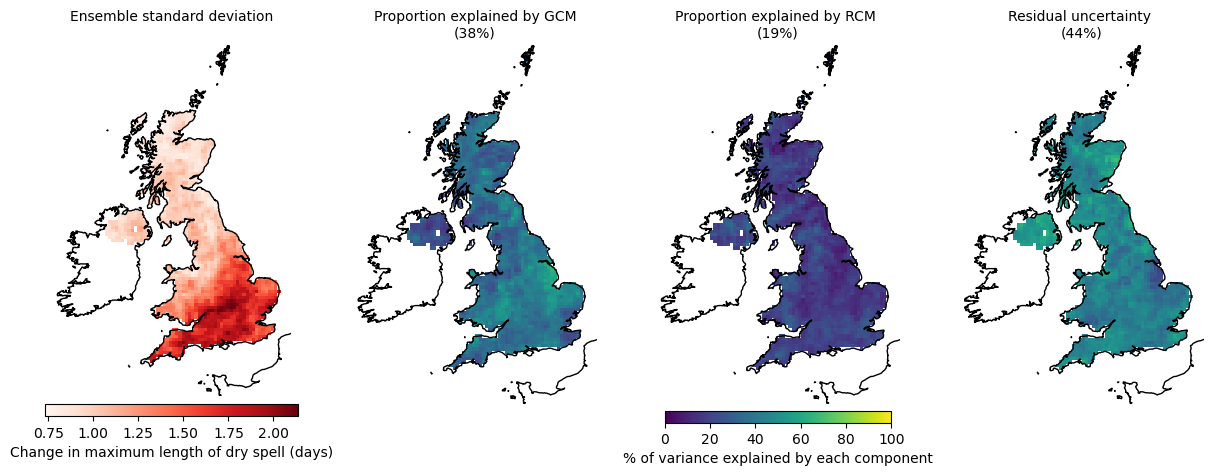 Ensemble standard deviation
Proportion explained by GCM
(38%)
Proportion explained by RCM
(19%)
Residual uncertainty
(44%)
0.75 1.00 1.25 1.50 1.75 2.00
Change in maximum length of dry spell (days)
0 20 40 60 80 100
% of variance explained by each component